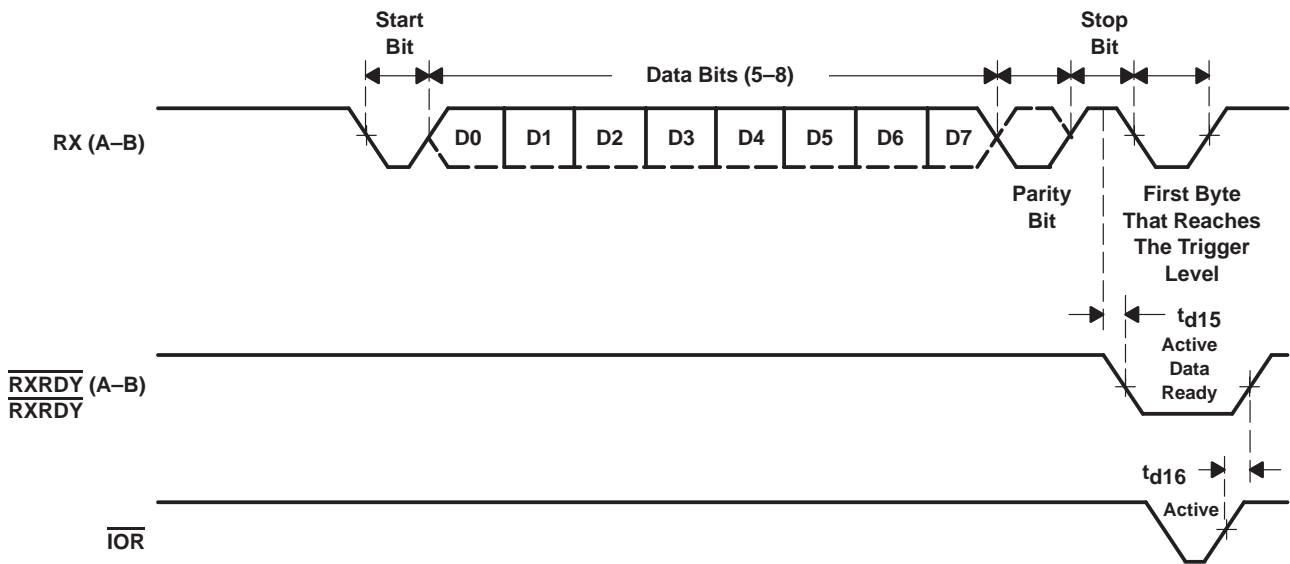 Start
Bit
Stop
Bit
Data Bits (5–8)
RX (A–B)
D0 D1 D2 D3 D4 D5 D6 D7
Parity
Bit
First Byte
That Reaches
The Trigger
Level
td15
Active
Data
Ready
RXRDY (A–B)
RXRDY
td16
Active
IOR